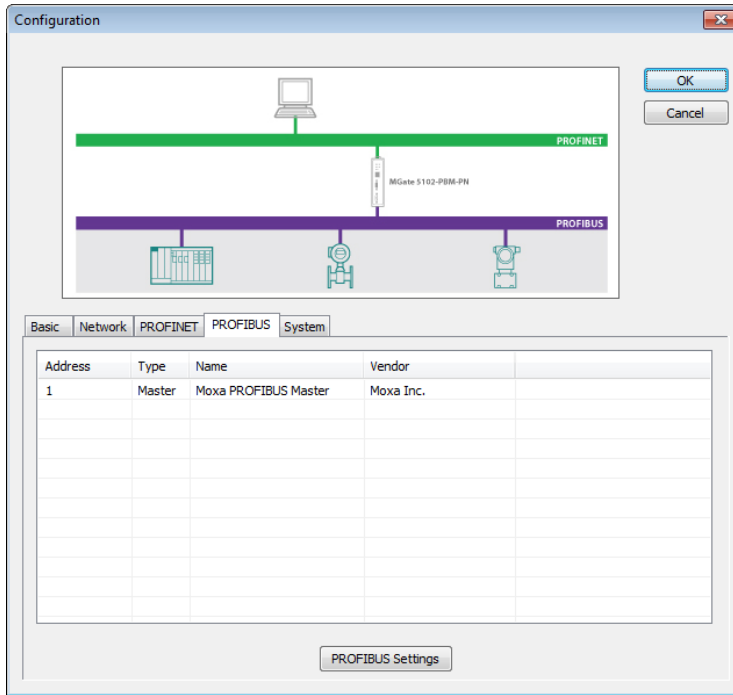 Configuration
OK
Cancel
PROFINET
MGate 5102-PBM-PN
PROFIBUS
Basic Network PROFINET PROFIBUS System
Address Type Name Vendor
1 Master Moxa PROFIBUS Master Moxa Inc.
PROFIBUS Settings